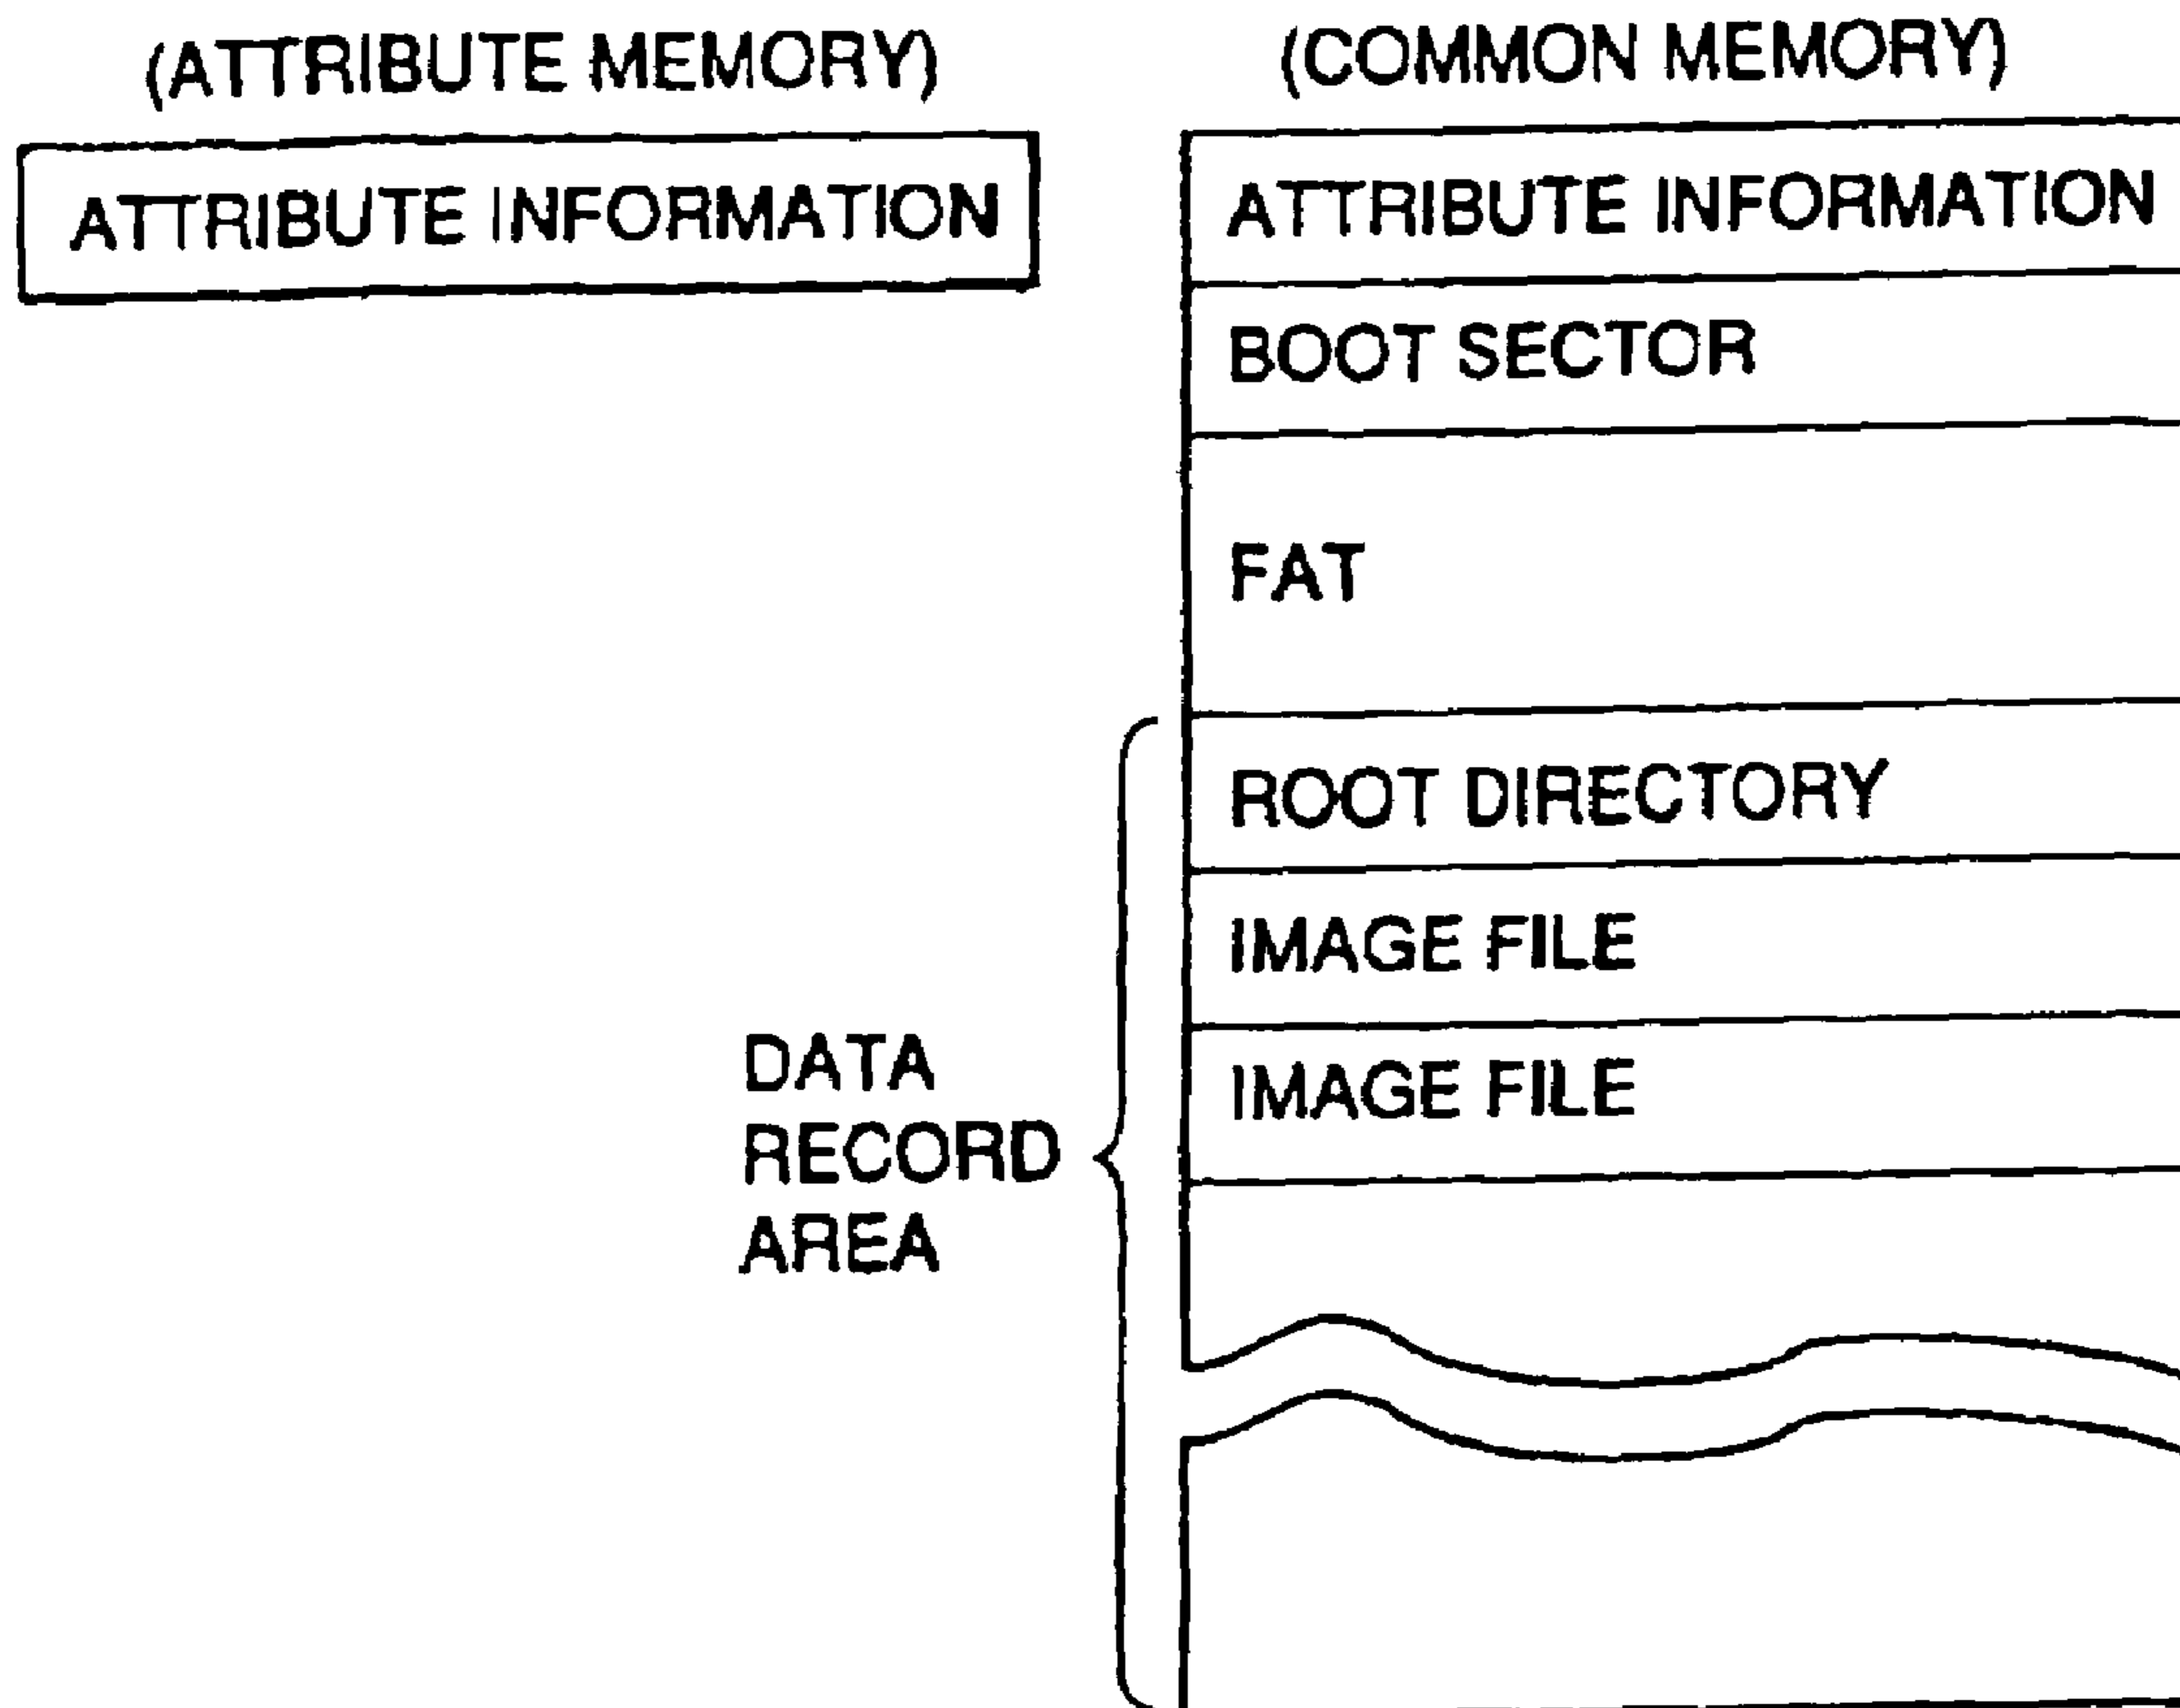 (ATTRIBUTE MEMORY)
ATTRIBUTE INFORMATION
(COMMON MEMORY)
ATTRIBUTE INFORMATION
BOOT SECTOR
FAT
ROOT DIRECTORY
IMAGE FILE
IMAGE FILE
DATA
RECORD
AREA